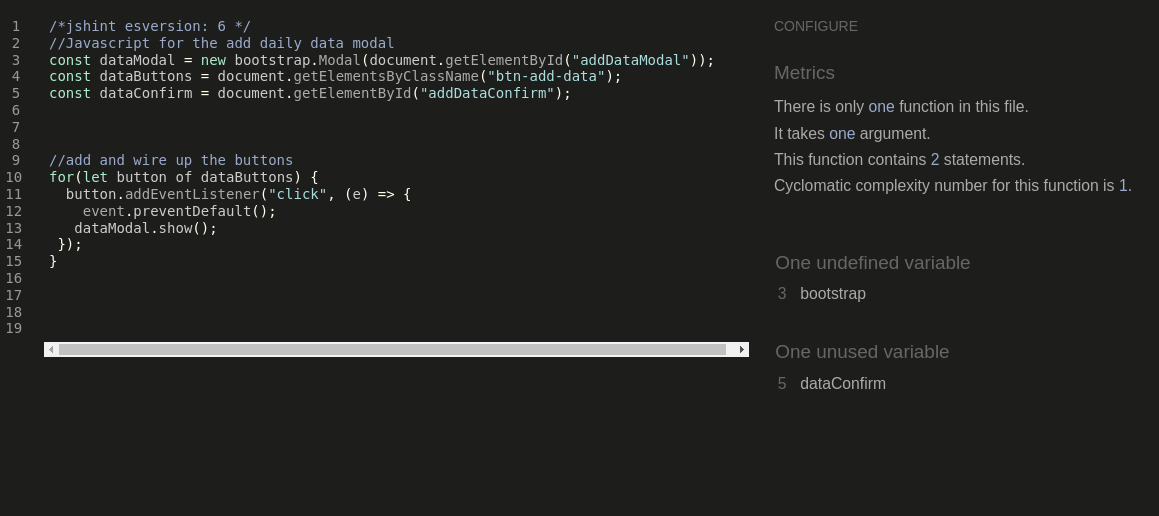 1 /*jshint esversion: 6 */
2 //Javascript for the add daily data modal
3 const dataModal = new bootstrap.Modal(document.getElementById("addDataModal"));
4 const dataButtons = document.getElementsByClassName("btn-add-data");
5 const dataConfirm = document.getElementById("addDataConfirm");
6
7
8
9 //add and wire up the buttons
10 for(let button of dataButtons) {
11   button.addEventListener("click", (e) => {
12     event.preventDefault();
13    dataModal.show();
14  });
15 }
16
17
18
19
CONFIGURE
Metrics
There is only one function in this file.
It takes one argument.
This function contains 2 statements.
Cyclomatic complexity number for this function is 1.
One undefined variable
3 bootstrap
One unused variable
5 dataConfirm